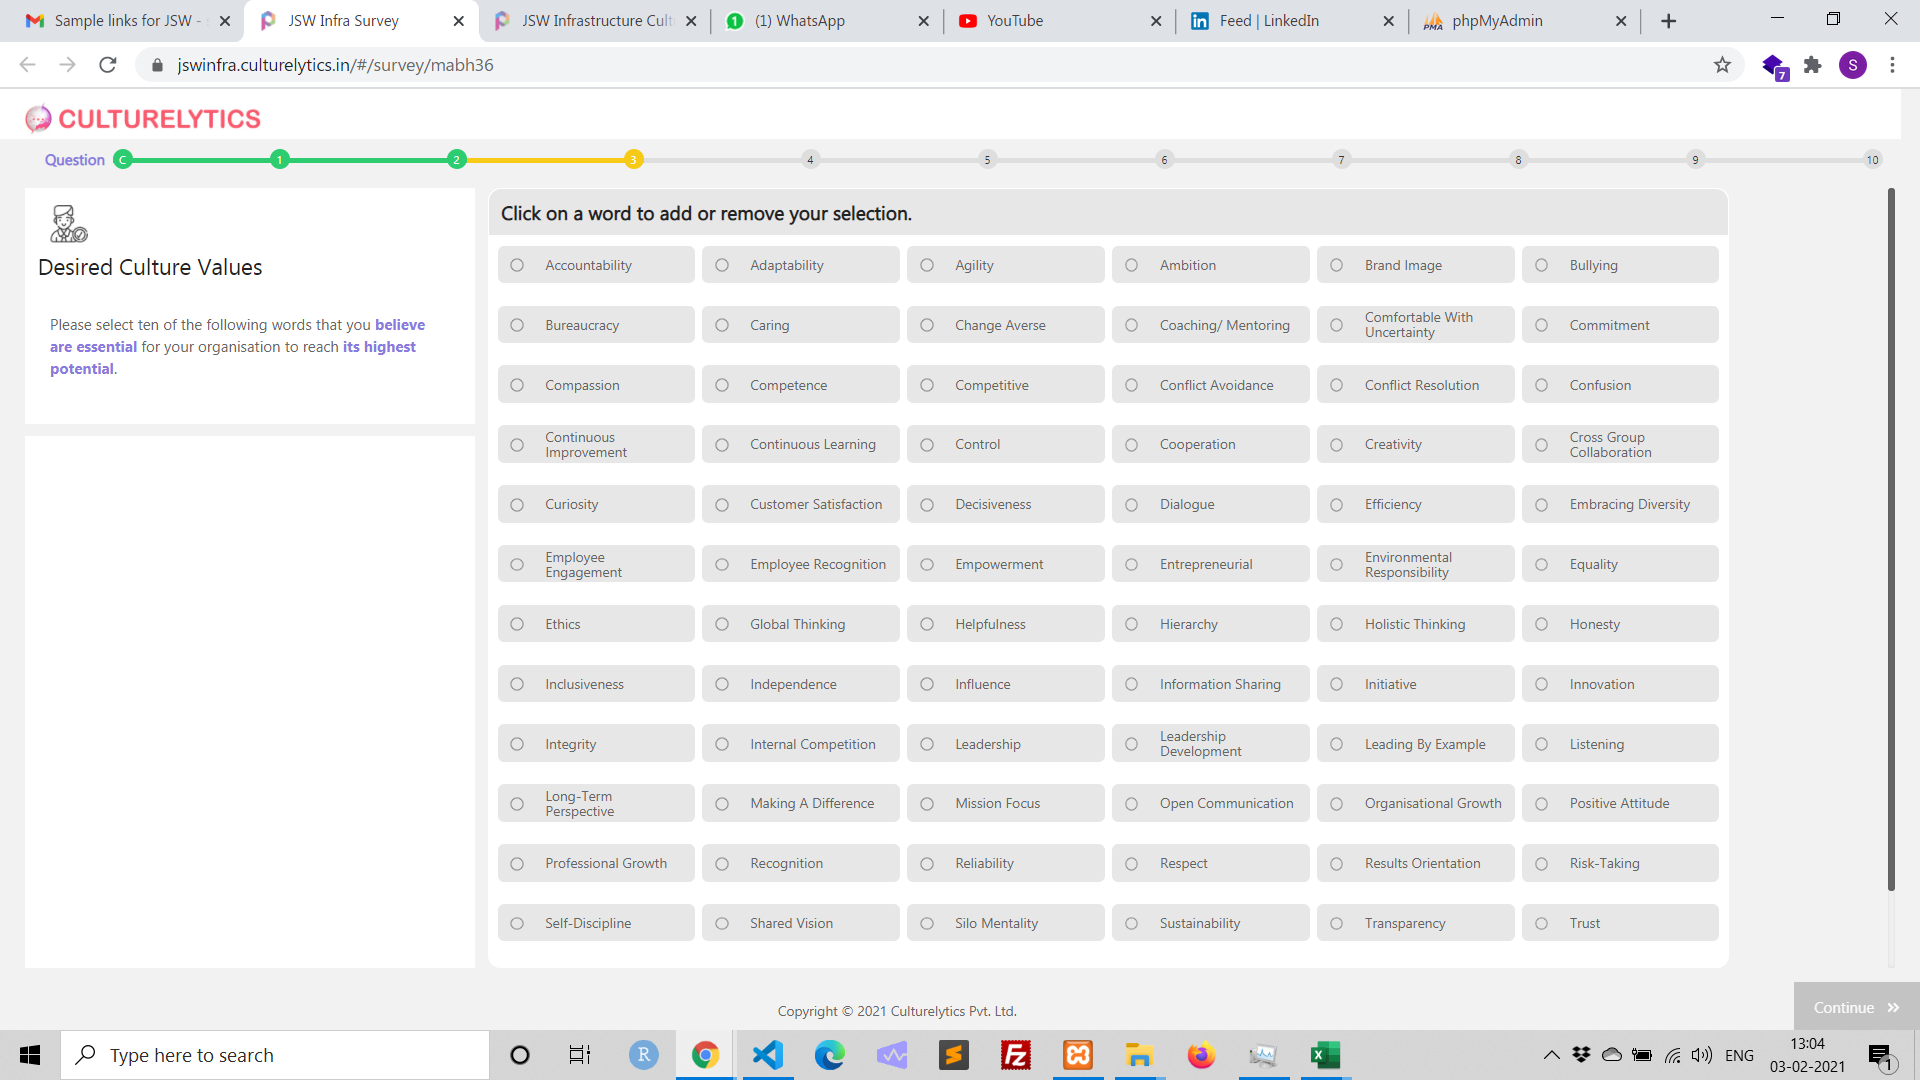 Sample links for JSW -
JSW Infra Survey
JSW Infrastructure Cult
(1) WhatsApp
YouTube
Feed | LinkedIn
phpMyAdmin
jswinfra.culturelytics.in/#/survey/mabh36
7
S
CULTURELYTICS
Question C 1 2 3 4 5 6 7 8 9 10
Desired Culture Values
Please select ten of the following words that you believe
are essential for your organisation to reach its highest
potential.
Click on a word to add or remove your selection.
Accountability
Adaptability
Agility
Ambition
Brand Image
Bullying
Bureaucracy
Caring
Change Averse
Coaching/ Mentoring
Comfortable With
Uncertainty
Commitment
Compassion
Competence
Competitive
Conflict Avoidance
Conflict Resolution
Confusion
Continuous
Improvement
Continuous Learning
Control
Cooperation
Creativity
Cross Group
Collaboration
Curiosity
Customer Satisfaction
Decisiveness
Dialogue
Efficiency
Embracing Diversity
Employee
Engagement
Employee Recognition
Empowerment
Entrepreneurial
Environmental
Responsibility
Equality
Ethics
Global Thinking
Helpfulness
Hierarchy
Holistic Thinking
Honesty
Inclusiveness
Independence
Influence
Information Sharing
Initiative
Innovation
Integrity
Internal Competition
Leadership
Leadership
Development
Leading By Example
Listening
Long-Term
Perspective
Making A Difference
Mission Focus
Open Communication
Organisational Growth
Positive Attitude
Professional Growth
Recognition
Reliability
Respect
Results Orientation
Risk-Taking
Self-Discipline
Shared Vision
Silo Mentality
Sustainability
Transparency
Trust
Continue
Copyright © 2021 Culturelytics Pvt. Ltd.
Type here to search
ENG
13:04
03-02-2021
1